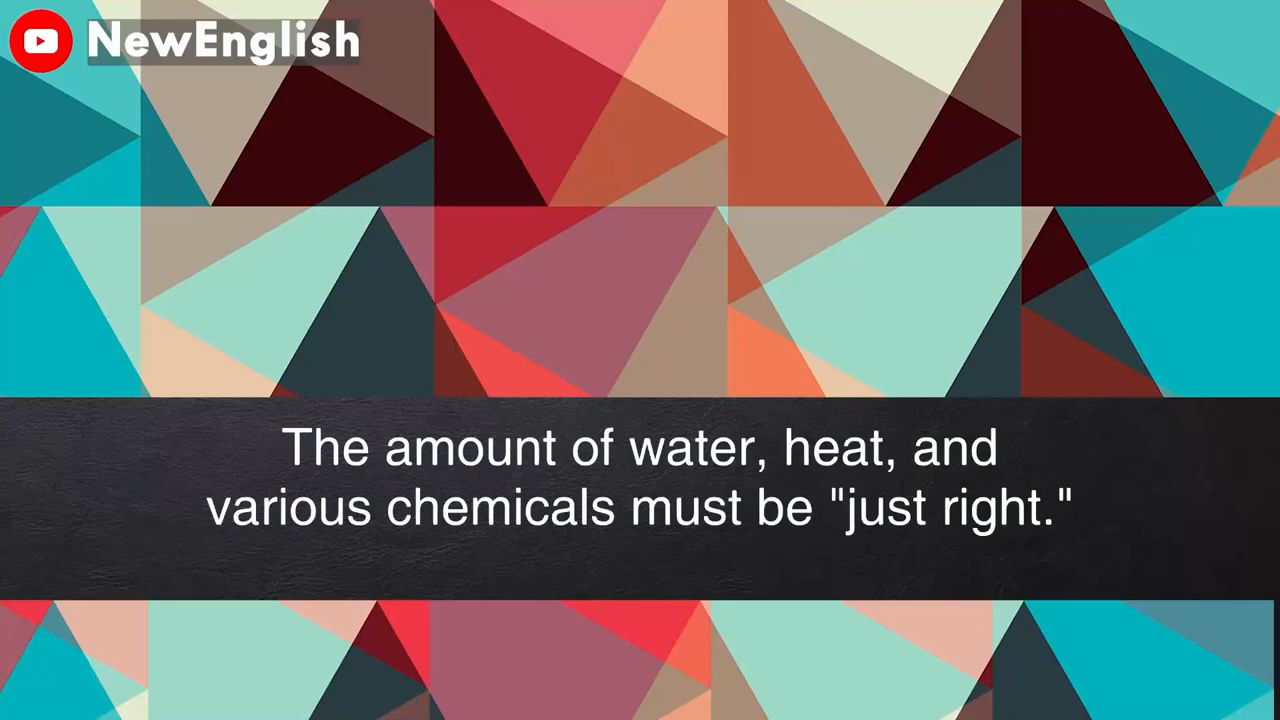 NewEnglish
The amount of water, heat, and
various chemicals must be "just right."